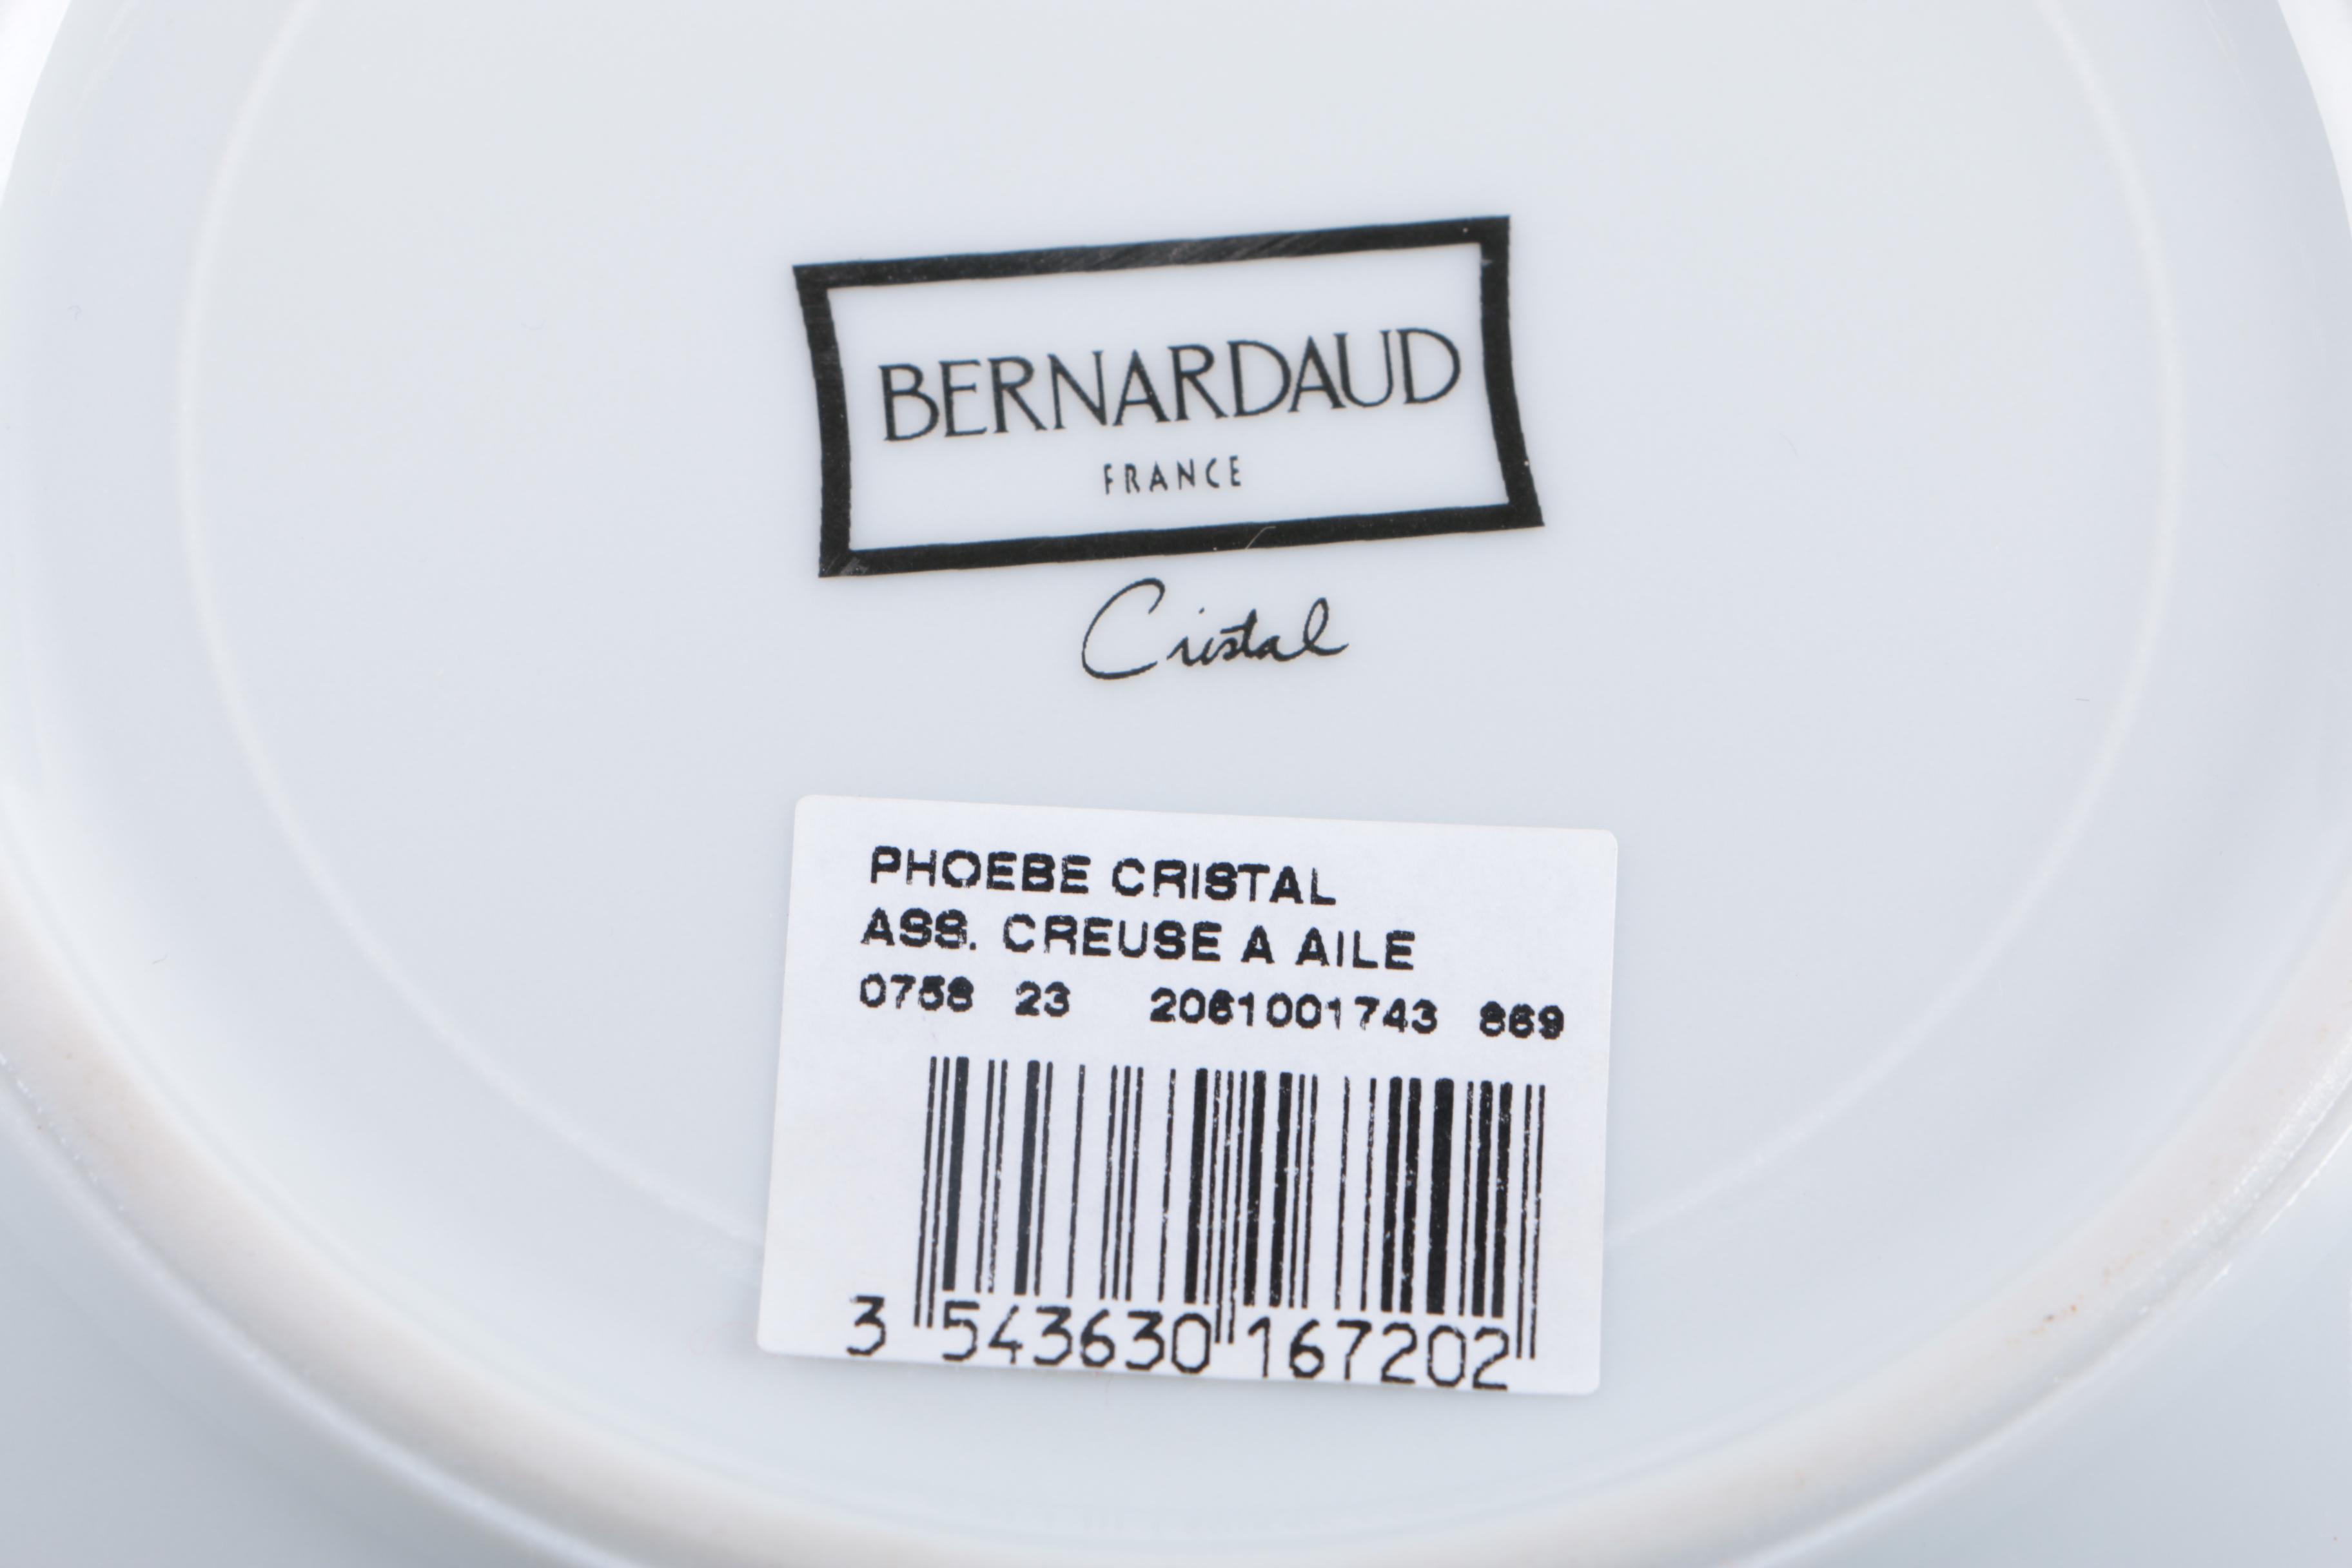 BERNARDAUD
FRANCE
Cristal
PHOEBE CRISTAL
ASS. CREUSE A AILE
0758 23 2061001743 869
3 543630 167202